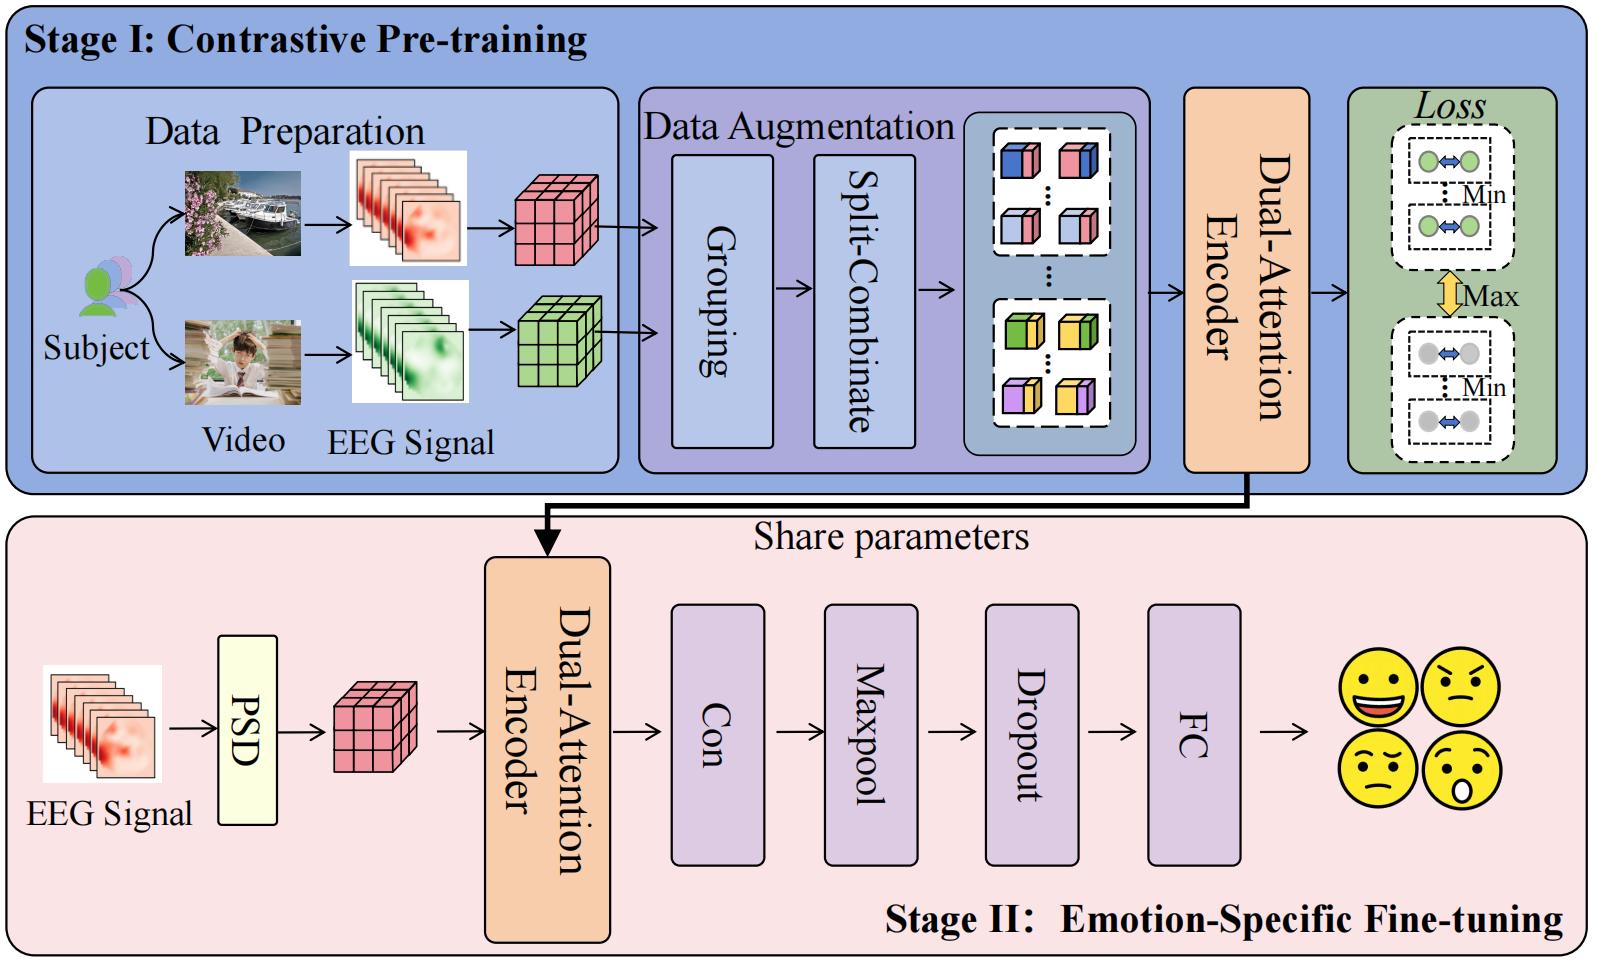 Stage I: Contrastive Pre-training
Data Preparation
Subject
Video
EEG Signal
Data Augmentation
Grouping
Split-Combinate
Dual-Attention
Encoder
Loss
Min
Max
Min
Share parameters
EEG Signal
PSD
Dual-Attention
Encoder
Con
Maxpool
Dropout
FC
Stage II: Emotion-Specific Fine-tuning